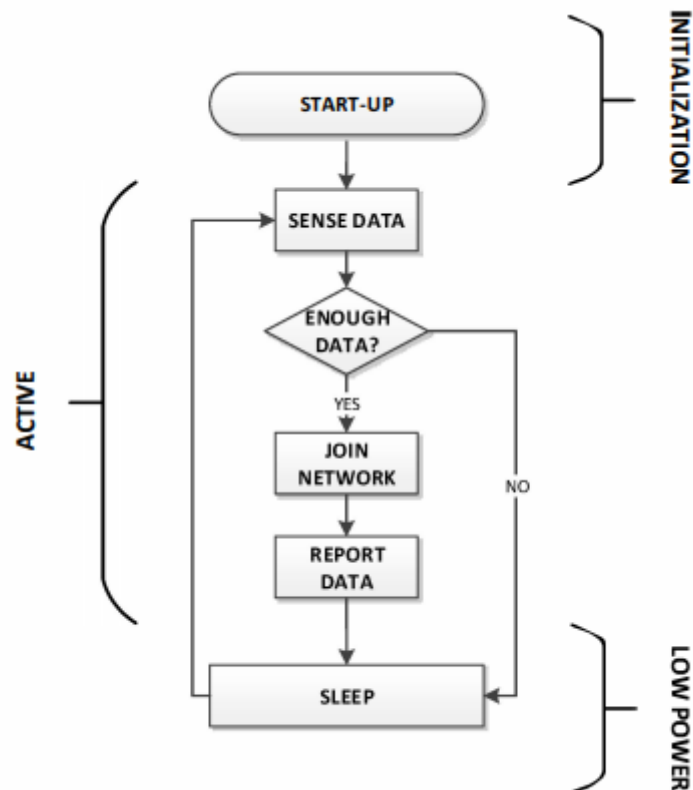 INITIALIZATION
START-UP
SENSE DATA
ENOUGH
DATA?
ACTIVE
YES
JOIN
NETWORK
NO
REPORT
DATA
SLEEP
LOW POWER